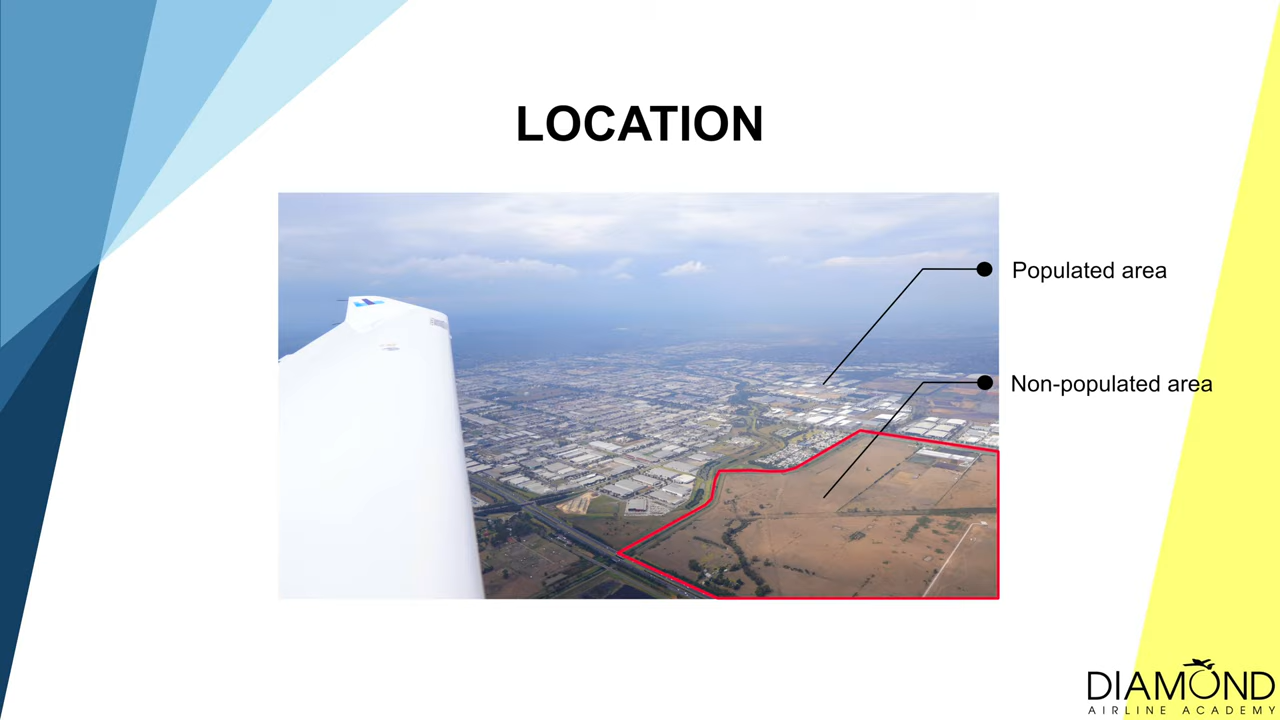 LOCATION
Populated area
Non-populated area
DIAMOND
AIRLINE ACADEMY